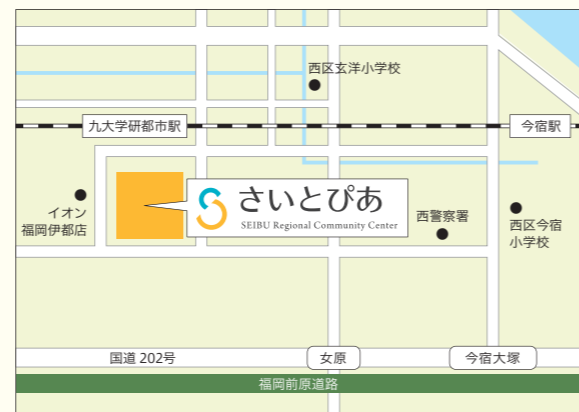 西区玄洋小学校
九大学研都市駅
今宿駅
さいとぴあ
SEIBU Regional Community Center
イオン
福岡伊都店
西警察署
西区今宿
小学校
国道 202号
女原
今宿大塚
福岡前原道路